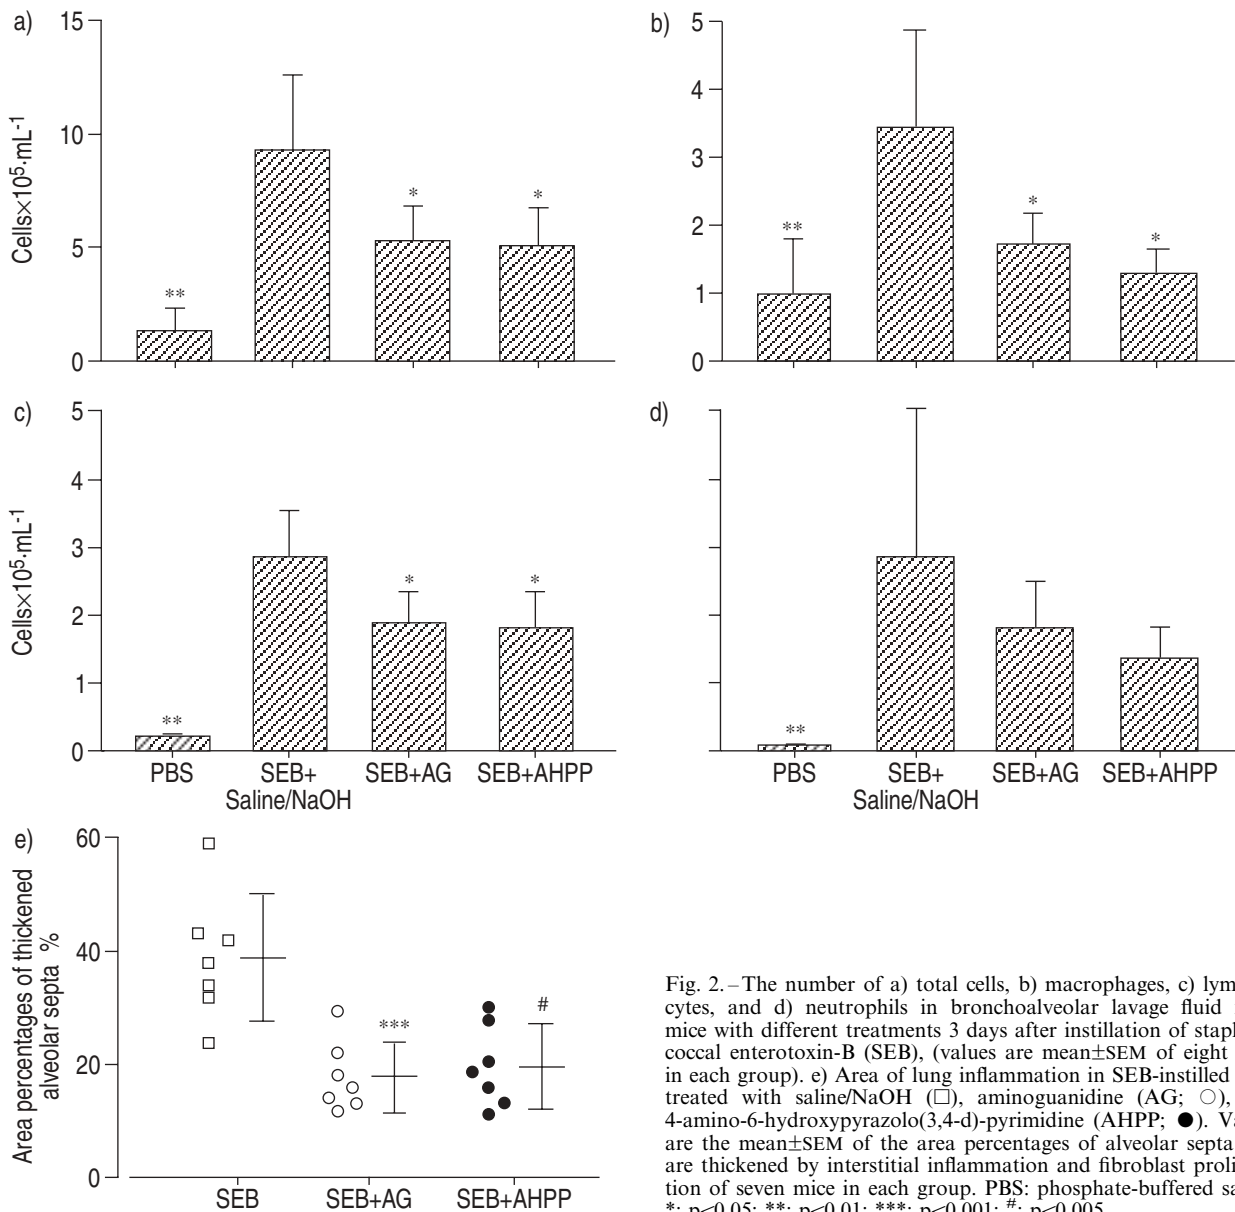 a)
15
10
5
0
Cells×10⁵·mL⁻¹
**
*
*
b)
5
4
3
2
1
0
**
*
*
c)
5
4
3
2
1
0
Cells×10⁵·mL⁻¹
**
*
*
PBS SEB+ SEB+AG SEB+AHPP
Saline/NaOH
d)
**
PBS SEB+ SEB+AG SEB+AHPP
Saline/NaOH
e)
60
40
20
0
Area percentages of thickened
alveolar septa %
***
#
SEB SEB+AG SEB+AHPP
Fig. 2. – The number of a) total cells, b) macrophages, c) lym
cytes, and d) neutrophils in bronchoalveolar lavage fluid
mice with different treatments 3 days after instillation of staph
coccal enterotoxin-B (SEB), (values are mean±SEM of eight
in each group). e) Area of lung inflammation in SEB-instilled
treated with saline/NaOH (□), aminoguanidine (AG; ○),
4-amino-6-hydroxypyrazolo(3,4-d)-pyrimidine (AHPP; ●). Va
are the mean±SEM of the area percentages of alveolar septa
are thickened by interstitial inflammation and fibroblast proli
tion of seven mice in each group. PBS: phosphate-buffered sa
*: p<0.05; **: p<0.01; ***: p<0.001; #: p<0.005